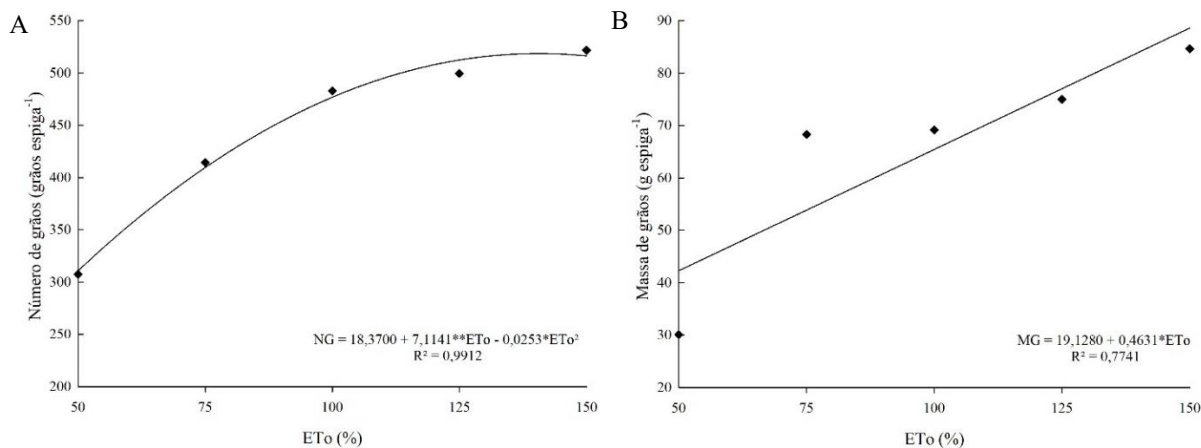 A
550
500
450
400
350
300
250
200
Número de grãos (grãos espiga⁻¹)
NG = 18,3700 + 7,1141**ETo - 0,0253*ETo²
R² = 0,9912
50 75 100 125 150
ETo (%)
B
90
80
70
60
50
40
30
20
Massa de grãos (g espiga⁻¹)
MG = 19,1280 + 0,4631*ETo
R² = 0,7741
50 75 100 125 150
ETo (%)